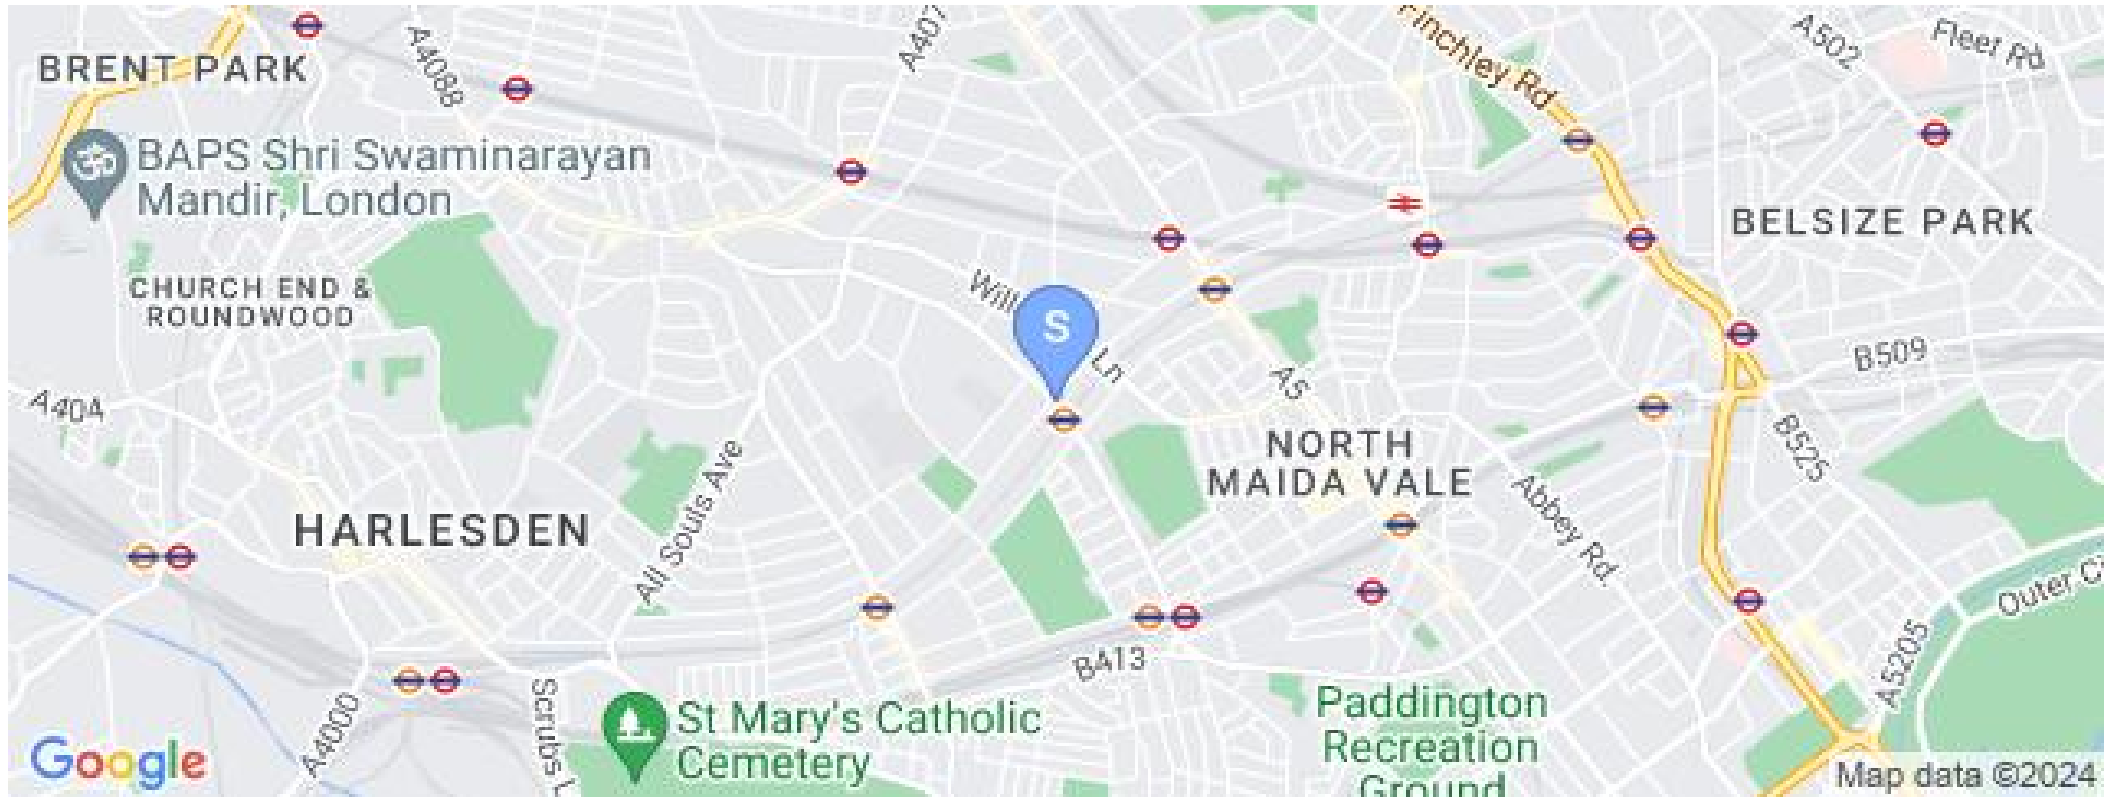 BRENT PARK
A4088
A407
Finchley Rd
A502
Fleet Rd
BAPS Shri Swaminarayan
Mandir, London
BELSIZE PARK
CHURCH END &
ROUNDWOOD
Will
S
Ln
A5
B509
A404
B525
NORTH
MAIDA VALE
All Souls Ave
Abbey Rd
HARLESDEN
Outer Ci
B413
A5205
A4000
Scrubs L
St Mary's Catholic
Cemetery
Paddington
Recreation
Ground
Google
Map data ©2024